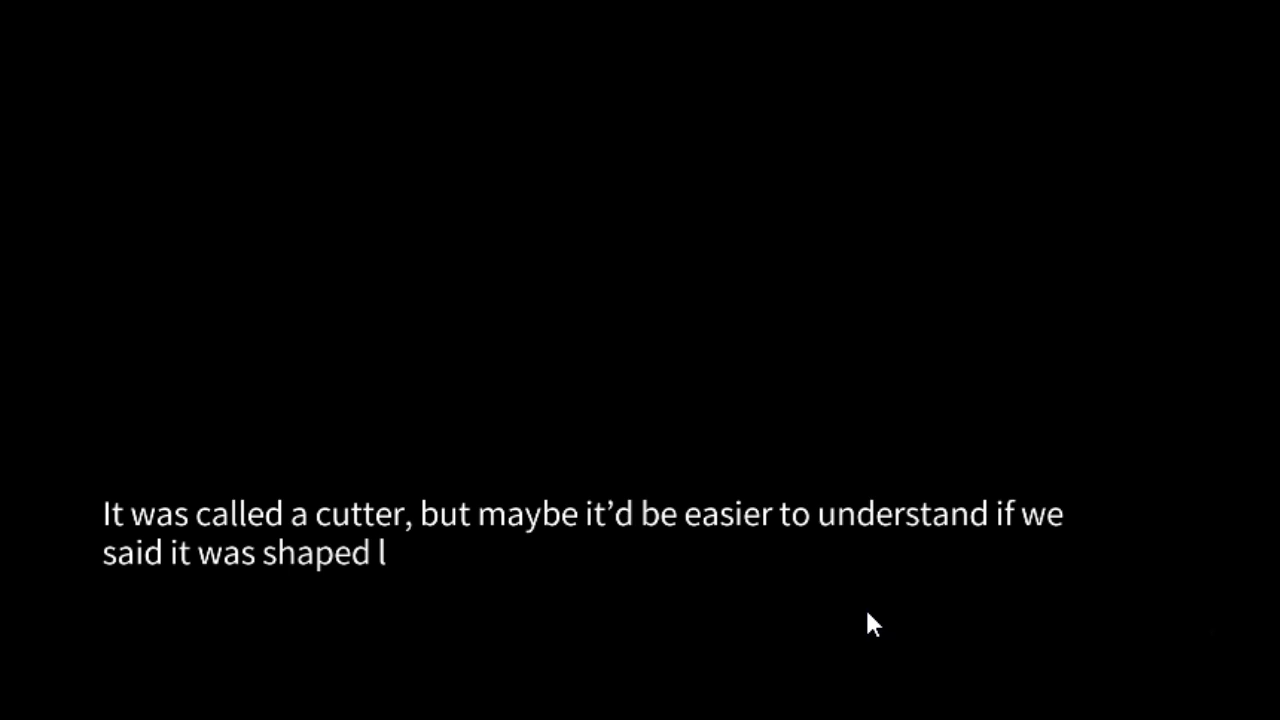 It was called a cutter, but maybe it’d be easier to understand if we
said it was shaped l